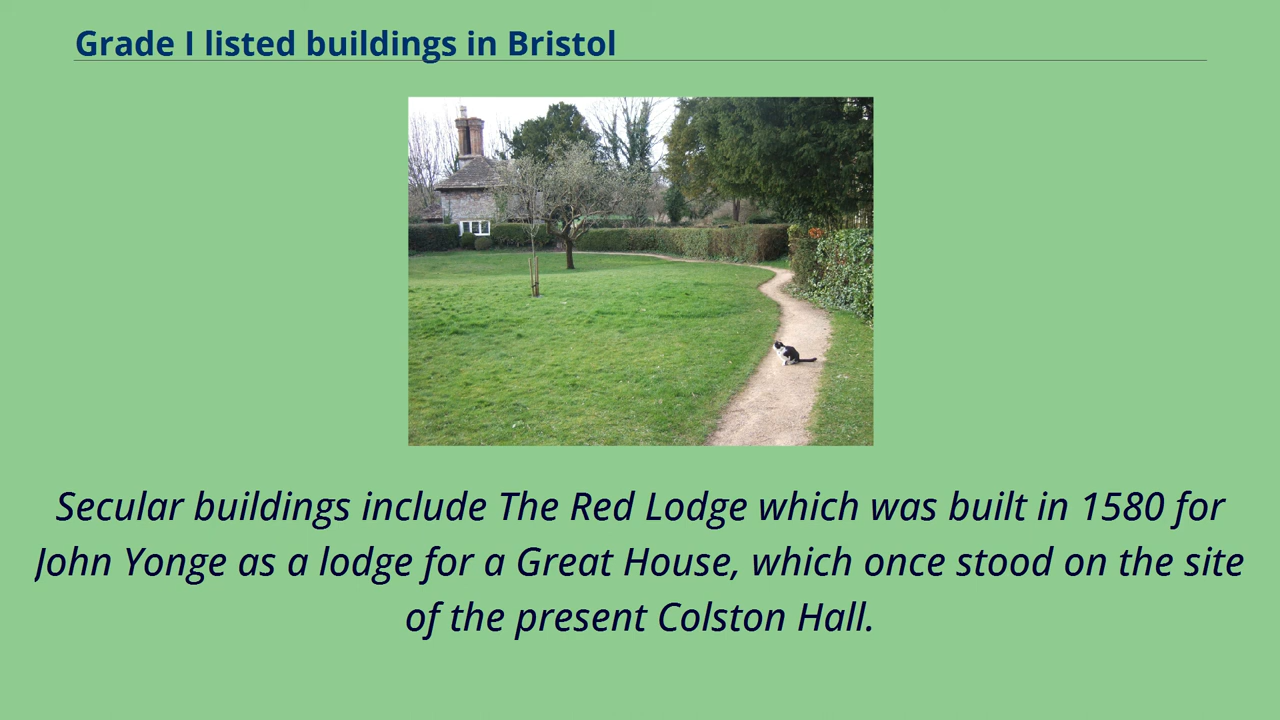 Grade I listed buildings in Bristol
Secular buildings include The Red Lodge which was built in 1580 for
John Yonge as a lodge for a Great House, which once stood on the site
of the present Colston Hall.